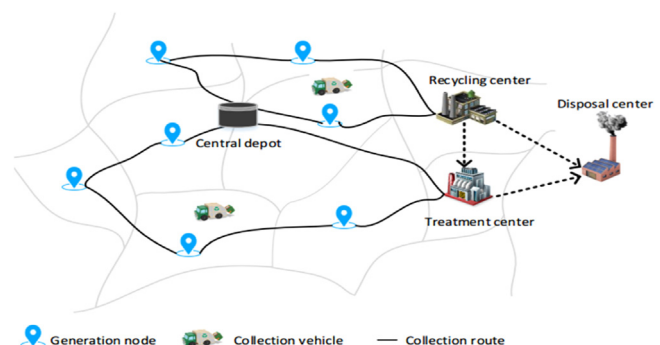 Recycling center
Disposal center
Central depot
Treatment center
Generation node
Collection vehicle
Collection route